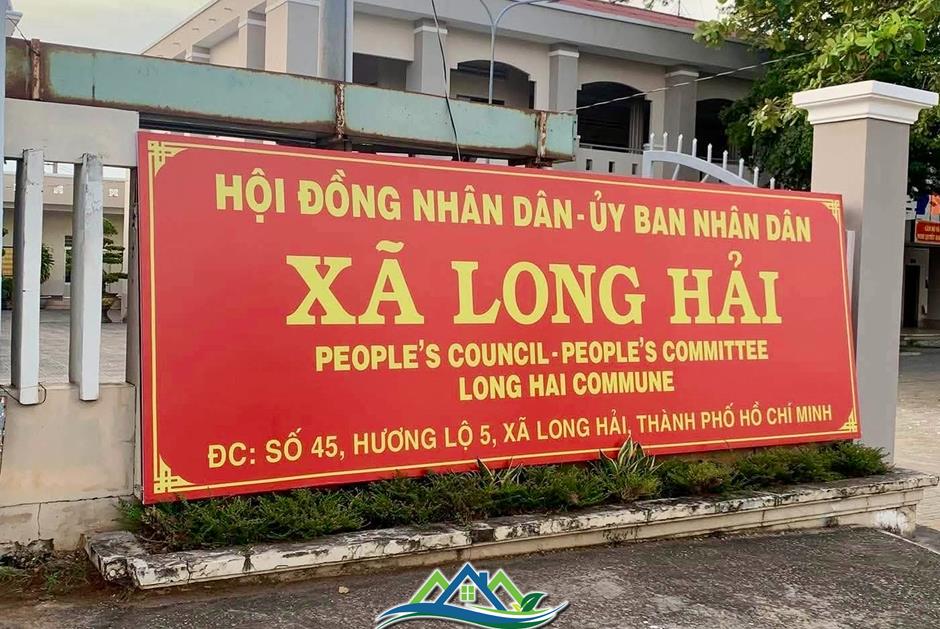 HỘI ĐỒNG NHÂN DÂN - ỦY BAN NHÂN DÂN
XÃ LONG HẢI
PEOPLE'S COUNCIL - PEOPLE'S COMMITTEE
LONG HAI COMMUNE
ĐC: SỐ 45, HƯƠNG LỘ 5, XÃ LONG HẢI, THÀNH PHỐ HỒ CHÍ MINH